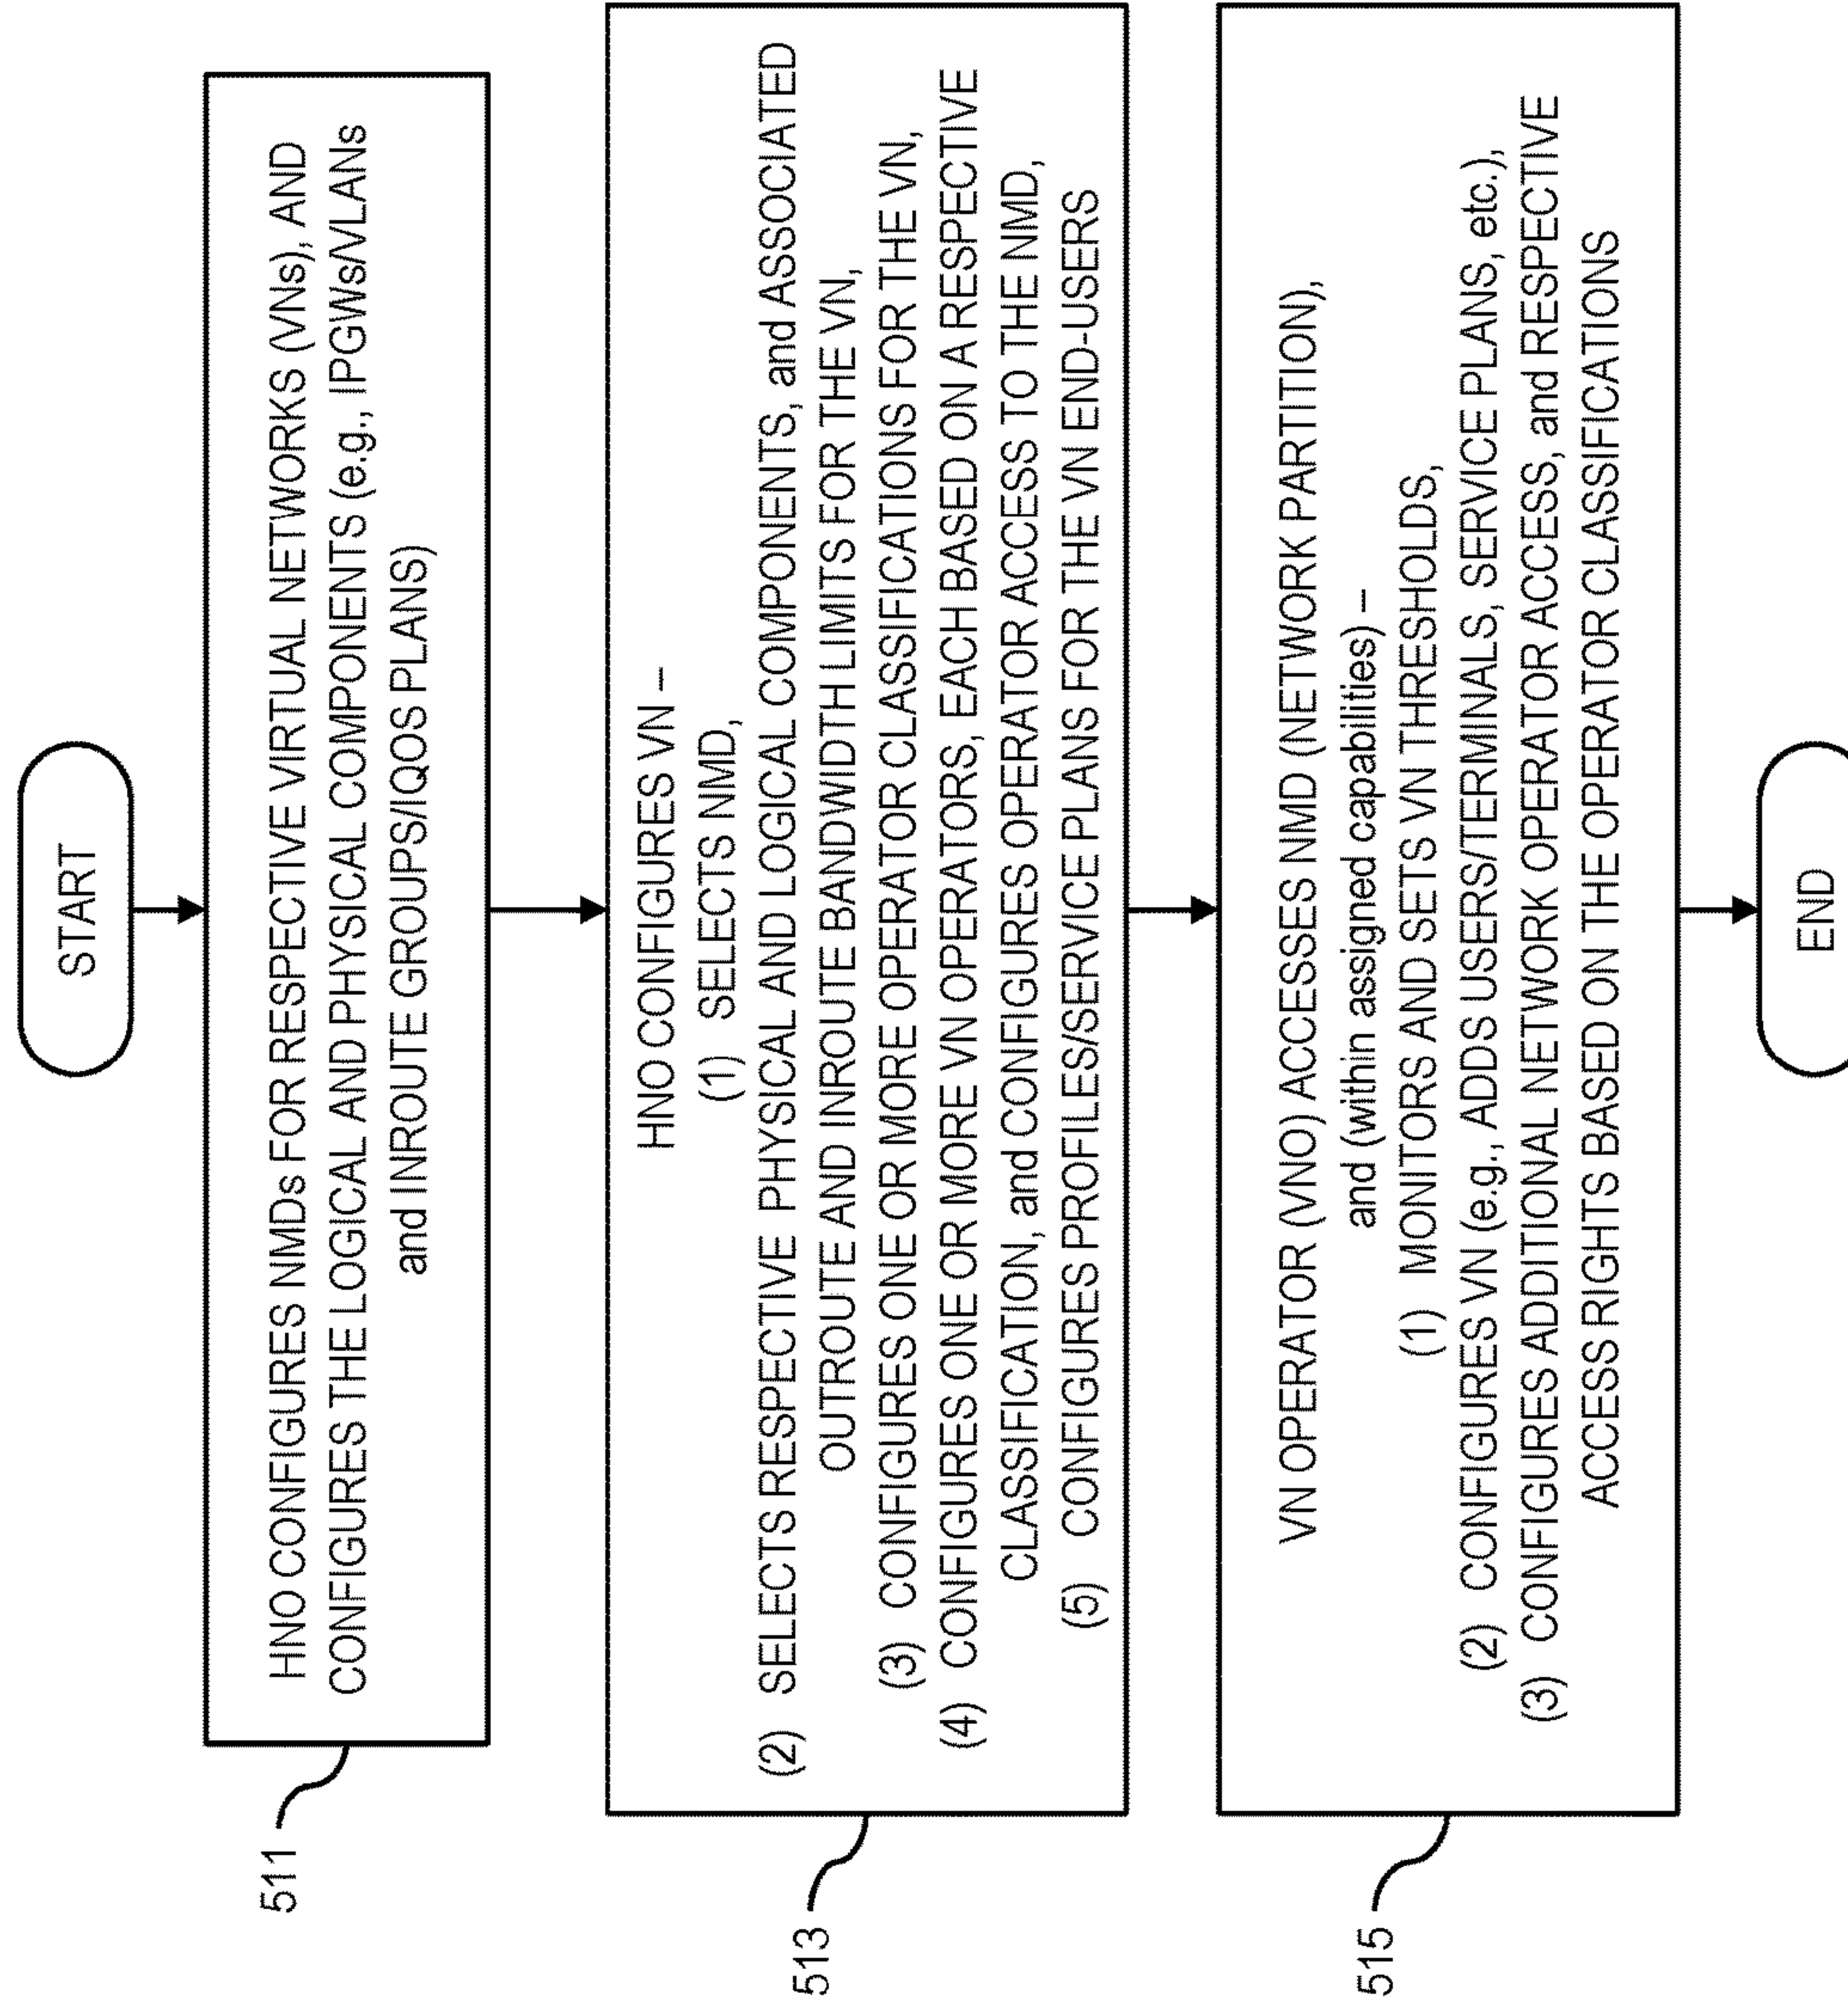 START
511
HNO CONFIGURES NMDs FOR RESPECTIVE VIRTUAL NETWORKS (VNs), AND
CONFIGURES THE LOGICAL AND PHYSICAL COMPONENTS (e.g., IPGWs/VLANs
and INROUTE GROUPS/IQOS PLANS)
513
HNO CONFIGURES VN –
(1) SELECTS NMD,
(2) SELECTS RESPECTIVE PHYSICAL AND LOGICAL COMPONENTS, and ASSOCIATED
OUTROUTE AND INROUTE BANDWIDTH LIMITS FOR THE VN,
(3) CONFIGURES ONE OR MORE OPERATOR CLASSIFICATIONS FOR THE VN,
(4) CONFIGURES ONE OR MORE VN OPERATORS, EACH BASED ON A RESPECTIVE
CLASSIFICATION, and CONFIGURES OPERATOR ACCESS TO THE NMD,
(5) CONFIGURES PROFILES/SERVICE PLANS FOR THE VN END-USERS
515
VN OPERATOR (VNO) ACCESSES NMD (NETWORK PARTITION),
and (within assigned capabilities) –
(1) MONITORS AND SETS VN THRESHOLDS,
(2) CONFIGURES VN (e.g., ADDS USERS/TERMINALS, SERVICE PLANS, etc.),
(3) CONFIGURES ADDITIONAL NETWORK OPERATOR ACCESS, and RESPECTIVE
ACCESS RIGHTS BASED ON THE OPERATOR CLASSIFICATIONS
END